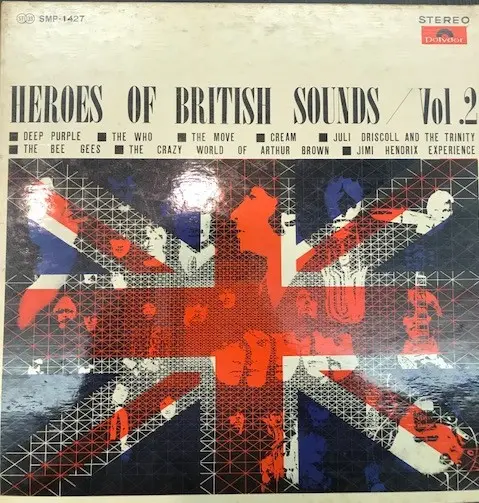 SMP-1427
STEREO
Polydor
HEROES OF BRITISH SOUNDS / Vol.2
■ DEEP PURPLE ■ THE WHO ■ THE MOVE ■ CREAM ■ JULI DRISCOLL AND THE TRINITY
■ THE BEE GEES ■ THE CRAZY WORLD OF ARTHUR BROWN ■ JIMI HENDRIX EXPERIENCE